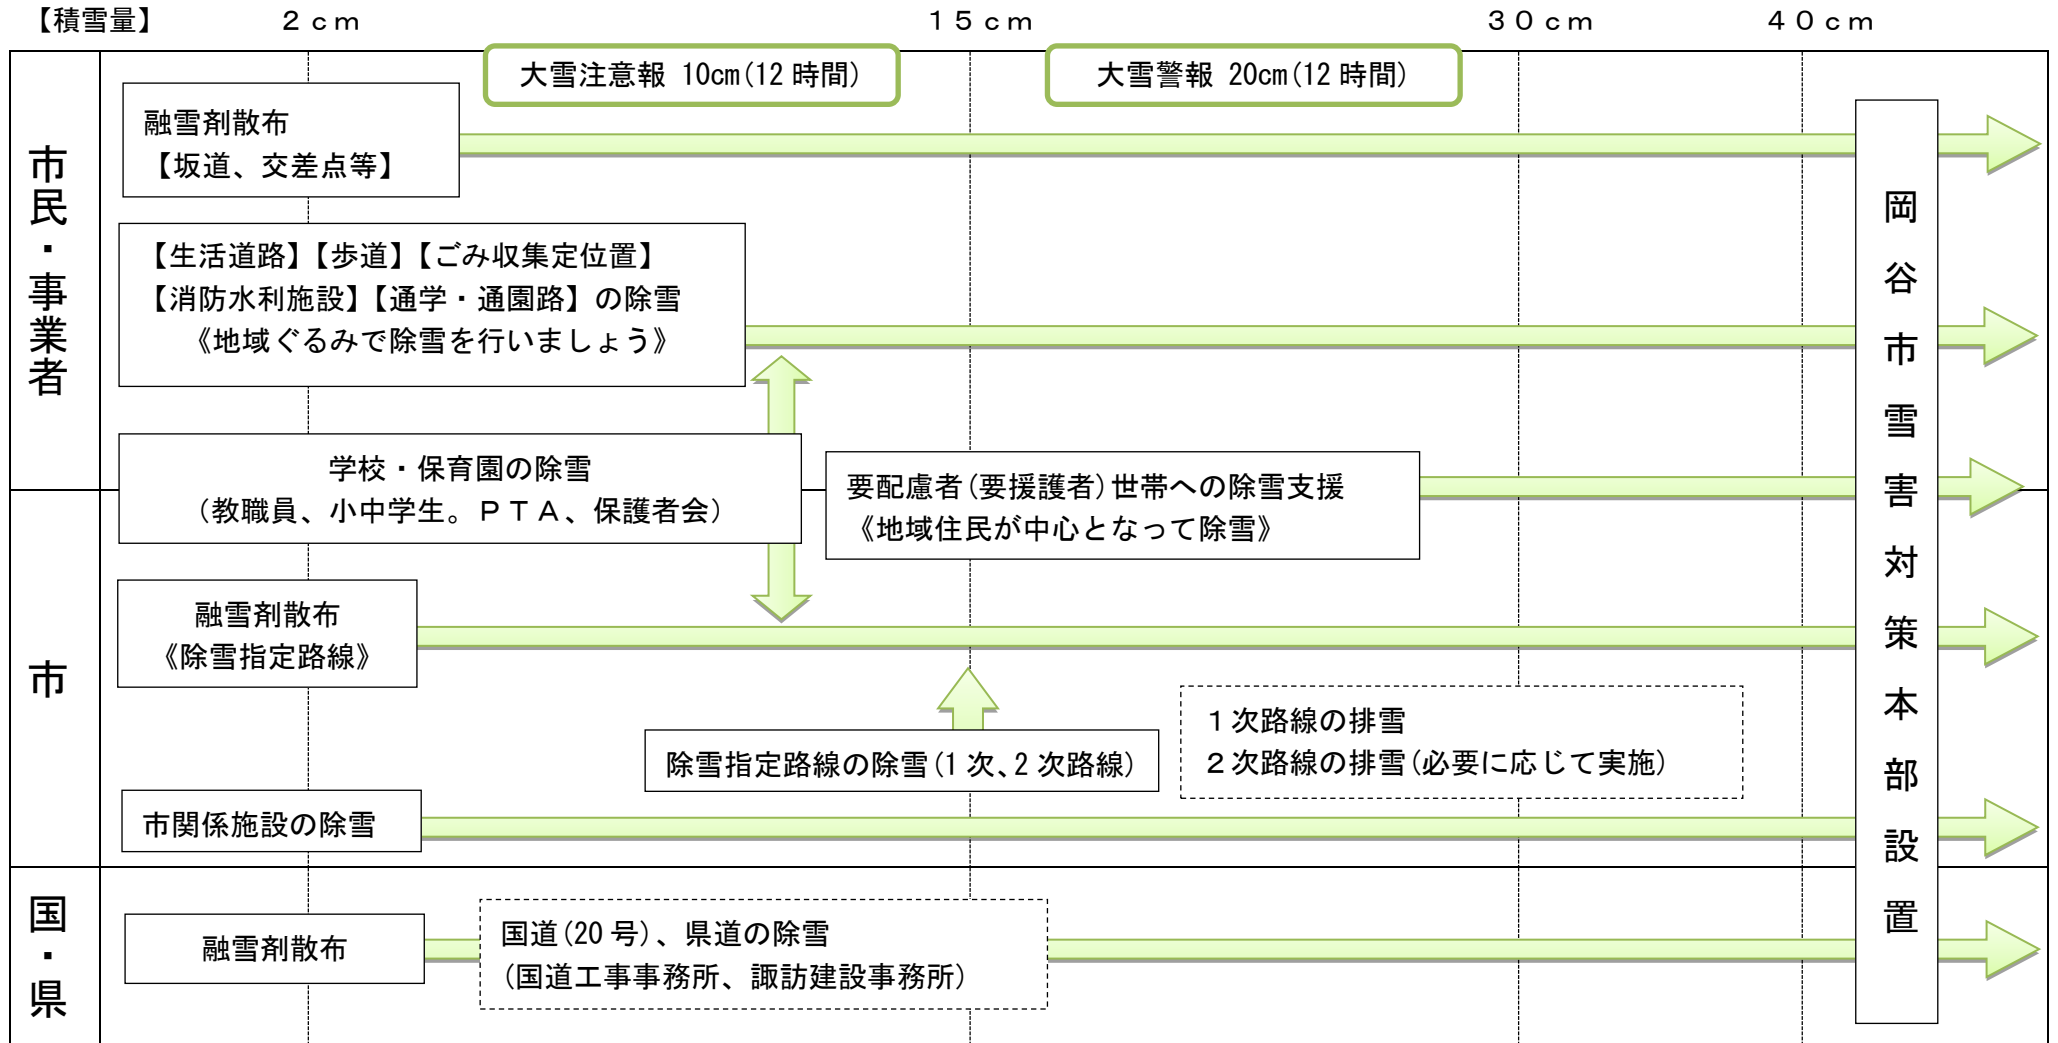 【積雪量】 ２ｃｍ １５ｃｍ ３０ｃｍ ４０ｃｍ
大雪注意報 10cm(12時間) 大雪警報 20cm(12時間)
市民・事業者
融雪剤散布
【坂道、交差点等】
【生活道路】【歩道】【ごみ収集定位置】
【消防水利施設】【通学・通園路】の除雪
《地域ぐるみで除雪を行いましょう》
学校・保育園の除雪
（教職員、小中学生。ＰＴＡ、保護者会）
要配慮者(要援護者)世帯への除雪支援
《地域住民が中心となって除雪》
市
融雪剤散布
《除雪指定路線》
除雪指定路線の除雪(1次、2次路線)
１次路線の排雪
２次路線の排雪(必要に応じて実施)
市関係施設の除雪
国・県
融雪剤散布
国道(20号)、県道の除雪
(国道工事事務所、諏訪建設事務所)
岡谷市雪害対策本部設置